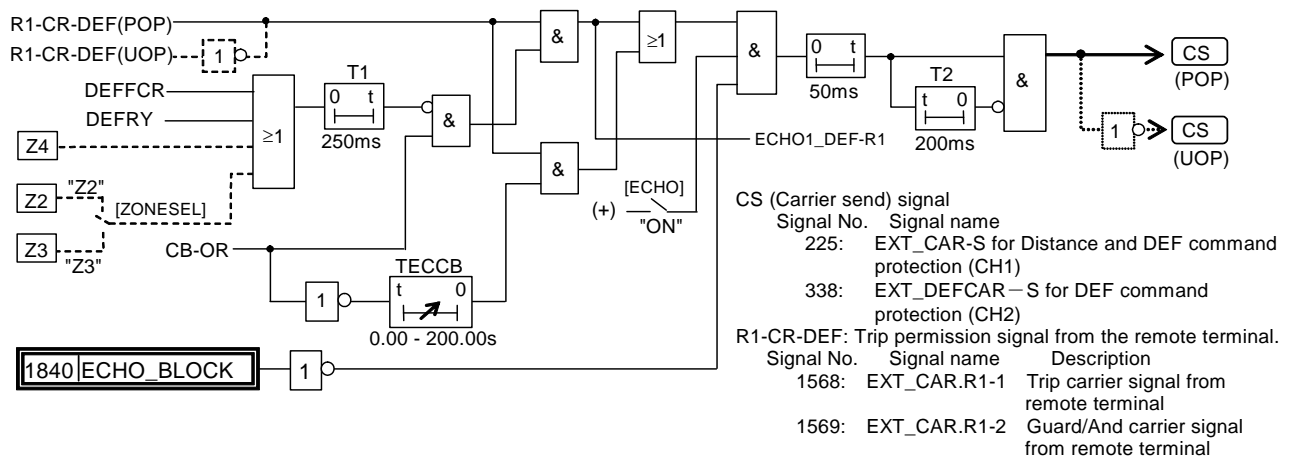 R1-CR-DEF(POP)
R1-CR-DEF(UOP)
1
DEFFCR
DEFRY
Z4
Z2
"Z2"
[ZONESEL]
Z3
"Z3"
≥1
T1
0 t
250ms
&
&
&
≥1
&
0 t
50ms
T2
t 0
200ms
&
CS
(POP)
1
CS
(UOP)
ECHO1_DEF-R1
[ECHO]
(+)
"ON"
CB-OR
1
TECCB
t 0
0.00 - 200.00s
1840 ECHO_BLOCK
1
CS (Carrier send) signal
Signal No. Signal name
225: EXT_CAR-S for Distance and DEF command
protection (CH1)
338: EXT_DEFCAR－S for DEF command
protection (CH2)
R1-CR-DEF: Trip permission signal from the remote terminal.
Signal No. Signal name Description
1568: EXT_CAR.R1-1 Trip carrier signal from
remote terminal
1569: EXT_CAR.R1-2 Guard/And carrier signal
from remote terminal